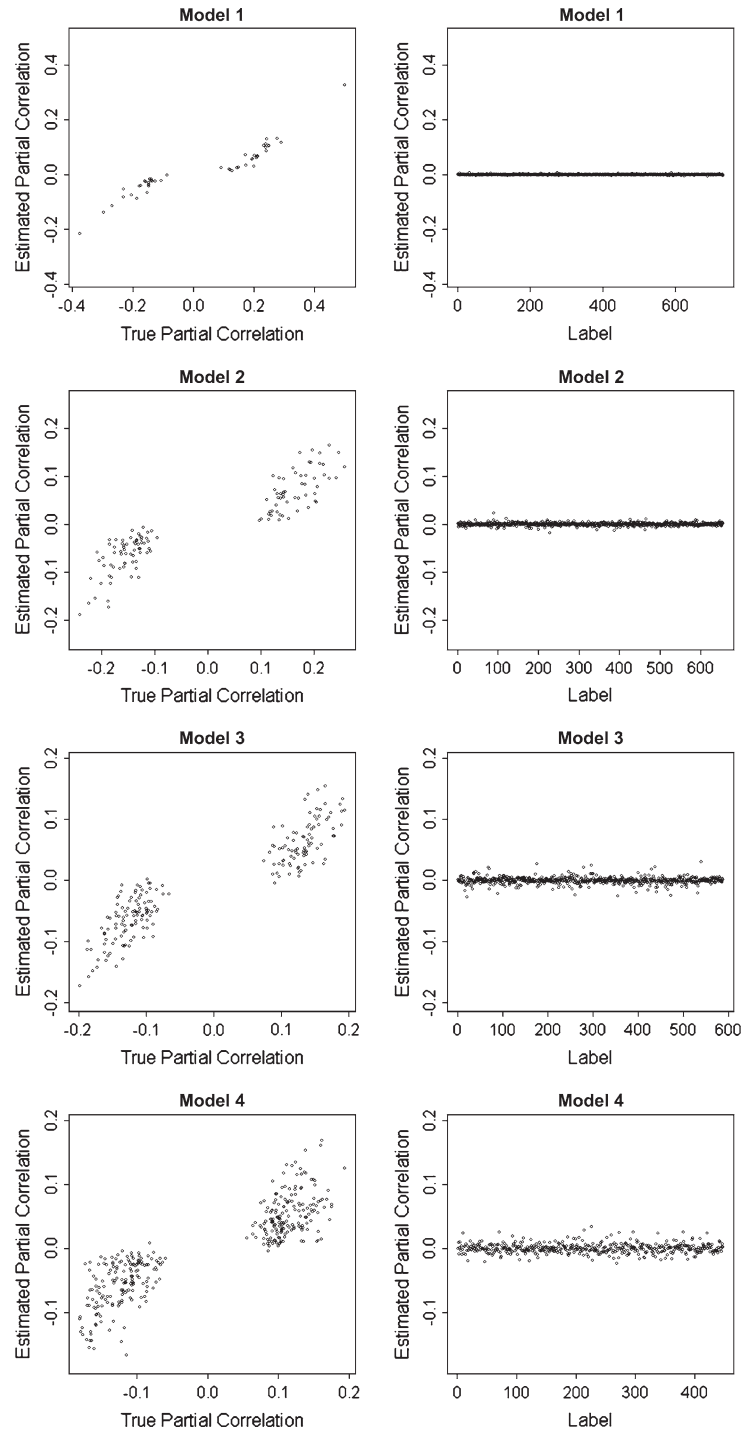 Model 1
Estimated Partial Correlation
0.4
0.2
0.0
-0.2
-0.4
-0.4 -0.2 0.0 0.2 0.4
True Partial Correlation
Model 1
Estimated Partial Correlation
0.4
0.2
0.0
-0.2
-0.4
0 200 400 600
Label
Model 2
Estimated Partial Correlation
0.2
0.1
0.0
-0.1
-0.2
-0.2 -0.1 0.0 0.1 0.2
True Partial Correlation
Model 2
Estimated Partial Correlation
0.2
0.1
0.0
-0.1
-0.2
0 100 200 300 400 500 600
Label
Model 3
Estimated Partial Correlation
0.2
0.1
0.0
-0.1
-0.2
-0.2 -0.1 0.0 0.1 0.2
True Partial Correlation
Model 3
Estimated Partial Correlation
0.2
0.1
0.0
-0.1
-0.2
0 100 200 300 400 500 600
Label
Model 4
Estimated Partial Correlation
0.2
0.1
0.0
-0.1
-0.1 0.0 0.1 0.2
True Partial Correlation
Model 4
Estimated Partial Correlation
0.2
0.1
0.0
-0.1
0 100 200 300 400
Label